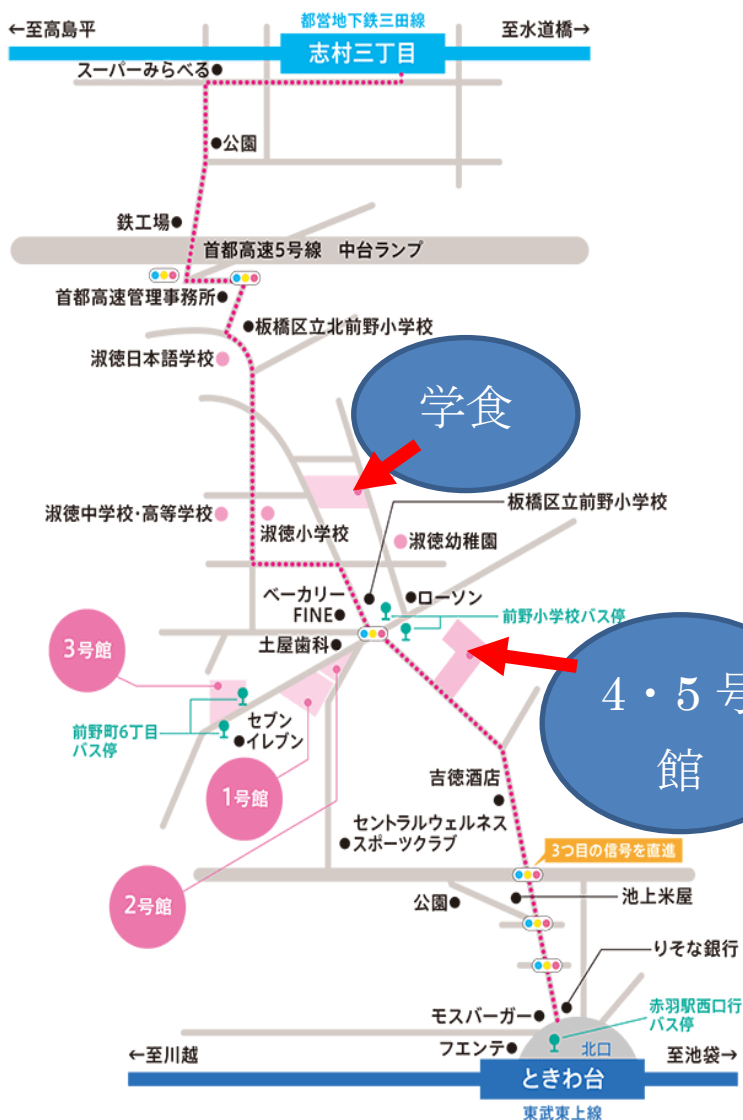 都営地下鉄三田線
←至高島平
志村三丁目
至水道橋→
スーパーみらべる
公園
鉄工場
首都高速5号線　中台ランプ
首都高速管理事務所
板橋区立北前野小学校
淑徳日本語学校
学食
板橋区立前野小学校
淑徳中学校・高等学校
淑徳小学校
淑徳幼稚園
ベーカリー
FINE
ローソン
前野小学校バス停
土屋歯科
3号館
4・5号
館
前野町6丁目
バス停
セブン
イレブン
1号館
吉徳酒店
セントラルウェルネス
スポーツクラブ
3つ目の信号を直進
2号館
公園
池上米屋
りそな銀行
モスバーガー
赤羽駅西口行
バス停
フエンテ
北口
←至川越
ときわ台
至池袋→
東武東上線